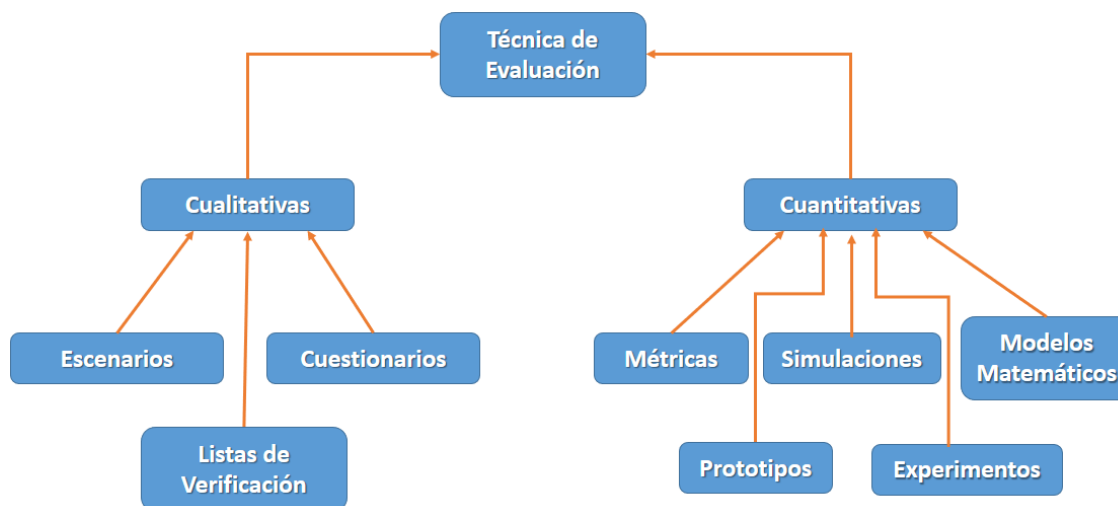 Técnica de
Evaluación
Cualitativas
Cuantitativas
Escenarios
Cuestionarios
Métricas
Simulaciones
Modelos
Matemáticos
Listas de
Verificación
Prototipos
Experimentos